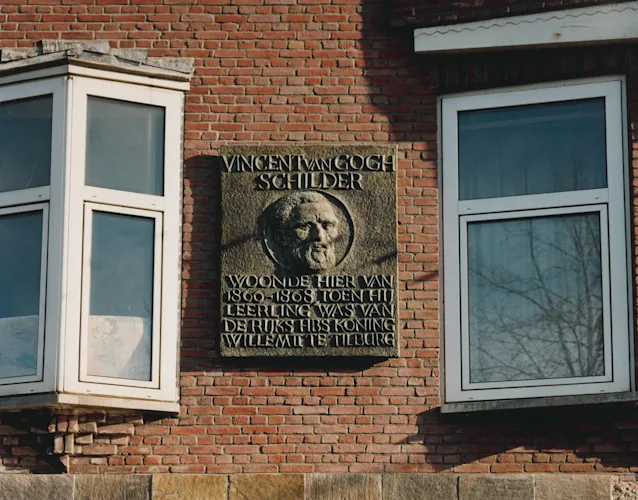 VINCENT VAN GOGH
SCHILDER
WOONDE HIER VAN
1866-1868, TOEN HIJ
LEERLING WAS VAN
DE RIJKS HBS KONING
WILLEM II TE TILBURG